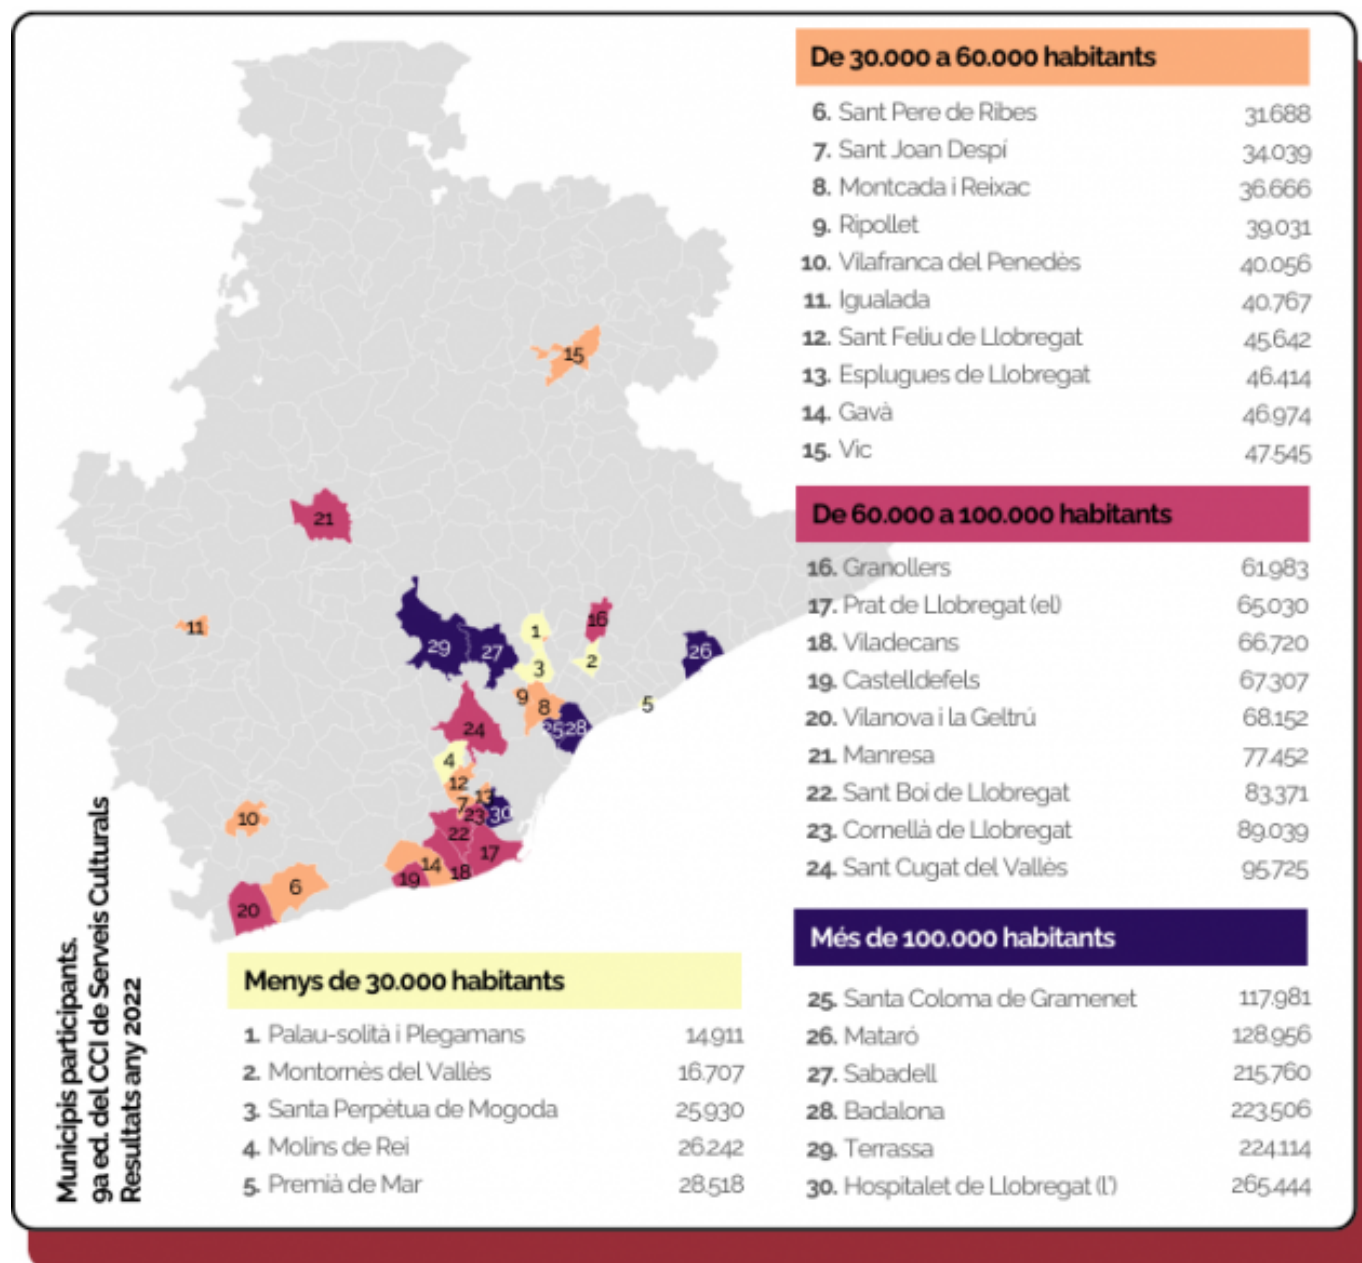 De 30.000 a 60.000 habitants
6. Sant Pere de Ribes 31.688
7. Sant Joan Despí 34.039
8. Montcada i Reixac 36.666
9. Ripollet 39.031
10. Vilafranca del Penedès 40.056
11. Igualada 40.767
12. Sant Feliu de Llobregat 45.642
13. Esplugues de Llobregat 46.414
14. Gavà 46.974
15. Vic 47.545
De 60.000 a 100.000 habitants
16. Granollers 61.983
17. Prat de Llobregat (el) 65.030
18. Viladecans 66.720
19. Castelldefels 67.307
20. Vilanova i la Geltrú 68.152
21. Manresa 77.452
22. Sant Boi de Llobregat 83.371
23. Cornellà de Llobregat 89.039
24. Sant Cugat del Vallès 95.725
Més de 100.000 habitants
25. Santa Coloma de Gramenet 117.981
26. Mataró 128.956
27. Sabadell 215.760
28. Badalona 223.506
29. Terrassa 224.114
30. Hospitalet de Llobregat (l') 265.444
Menys de 30.000 habitants
1. Palau-solità i Plegamans 14.911
2. Montornès del Vallès 16.707
3. Santa Perpètua de Mogoda 25.930
4. Molins de Rei 26.242
5. Premià de Mar 28.518
Municipis participants.
9a ed. del CCI de Serveis Culturals
Resultats any 2022
15
21
11
16
1
29
27
2
26
3
9
8
5
24
25
28
4
12
13
7
23
30
10
22
17
14
18
19
6
20